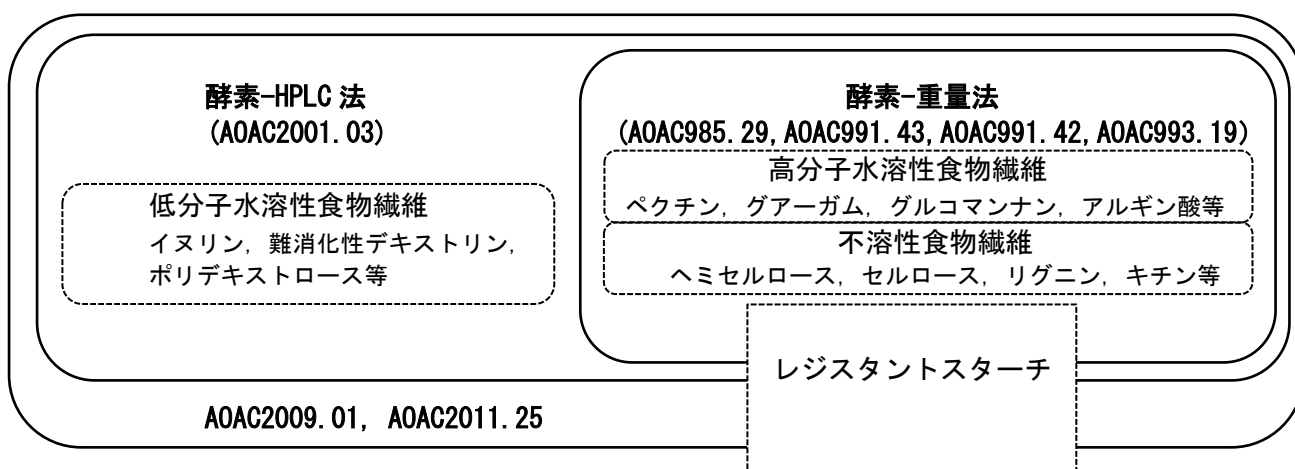 酵素-HPLC 法
(AOAC2001.03)
低分子水溶性食物繊維
イヌリン, 難消化性デキストリン,
ポリデキストロース等
酵素-重量法
(AOAC985.29, AOAC991.43, AOAC991.42, AOAC993.19)
高分子水溶性食物繊維
ペクチン, グアーガム, グルコマンナン, アルギン酸等
不溶性食物繊維
ヘミセルロース, セルロース, リグニン, キチン等
レジスタントスターチ
AOAC2009.01, AOAC2011.25